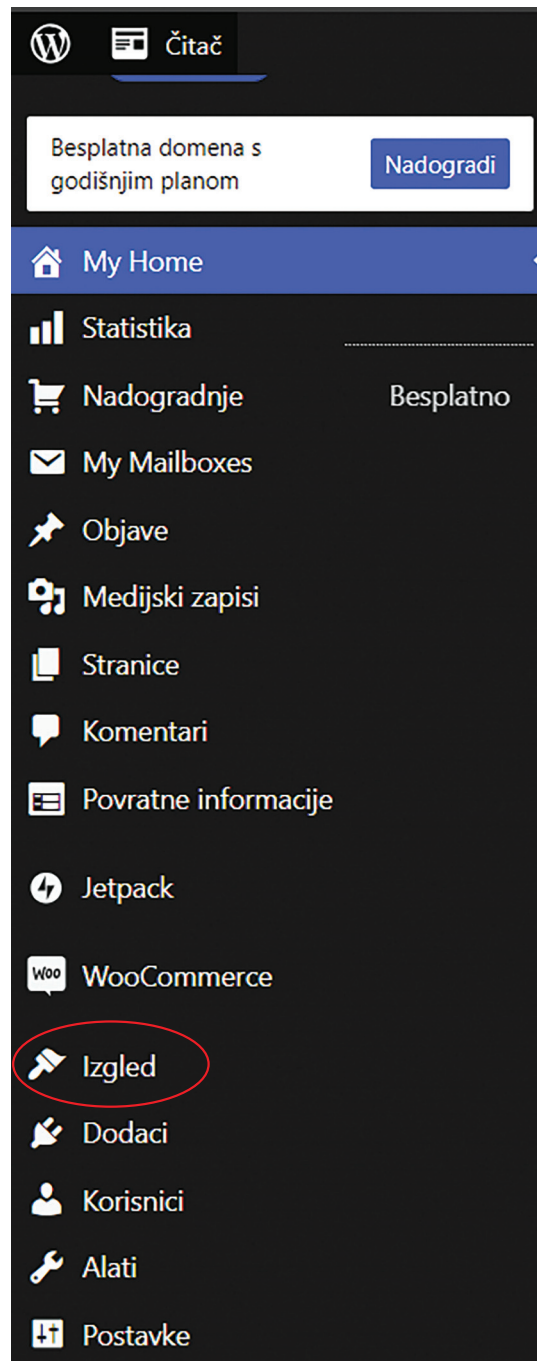 Čitač
Besplatna domena s
godišnjim planom
Nadogradi
My Home
Statistika
Nadogradnje Besplatno
My Mailboxes
Objave
Medijski zapisi
Stranice
Komentari
Povratne informacije
Jetpack
Woo WooCommerce
Izgled
Dodaci
Korisnici
Alati
Postavke